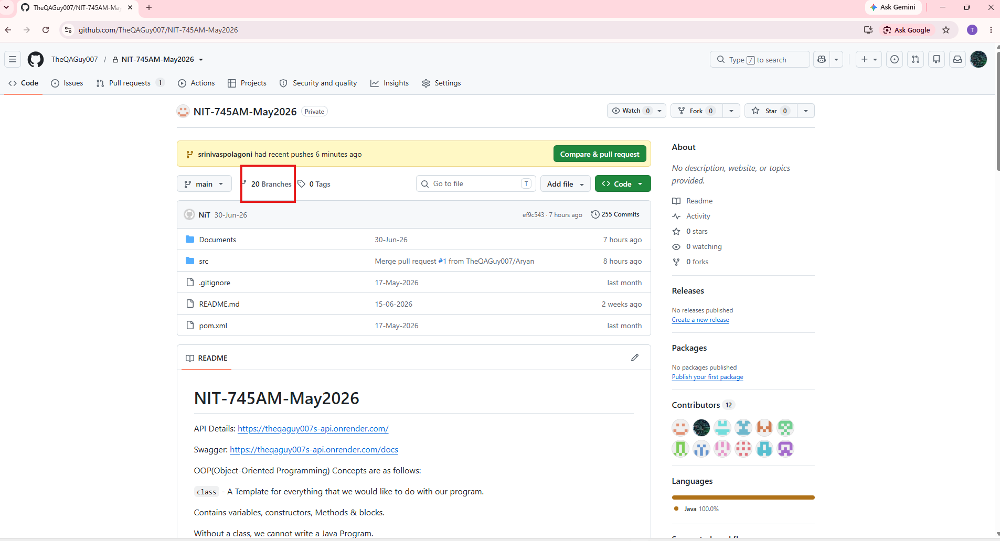 TheQAGuy007/NIT-745AM-May
Ask Gemini
github.com/TheQAGuy007/NIT-745AM-May2026
Ask Google
T
TheQAGuy007 / NIT-745AM-May2026
Type / to search
Code Issues Pull requests 1 Actions Projects Security and quality Insights Settings
NIT-745AM-May2026 Private
Watch 0 Fork 0 Star 0
srinivaspolagoni had recent pushes 6 minutes ago Compare & pull request
main 20 Branches 0 Tags Go to file T Add file Code
NiT 30-Jun-26 ef9c543 · 7 hours ago 255 Commits
Documents 30-Jun-26 7 hours ago
src Merge pull request #1 from TheQAGuy007/Aryan 8 hours ago
.gitignore 17-May-2026 last month
README.md 15-06-2026 2 weeks ago
pom.xml 17-May-2026 last month
README
NIT-745AM-May2026
API Details: https://theqaguy007s-api.onrender.com/
Swagger: https://theqaguy007s-api.onrender.com/docs
OOP(Object-Oriented Programming) Concepts are as follows:
class - A Template for everything that we would like to do with our program.
Contains variables, constructors, Methods & blocks.
Without a class, we cannot write a Java Program.
About
No description, website, or topics
provided.
Readme
Activity
0 stars
0 watching
0 forks
Releases
No releases published
Create a new release
Packages
No packages published
Publish your first package
Contributors 12
Languages
Java 100.0%